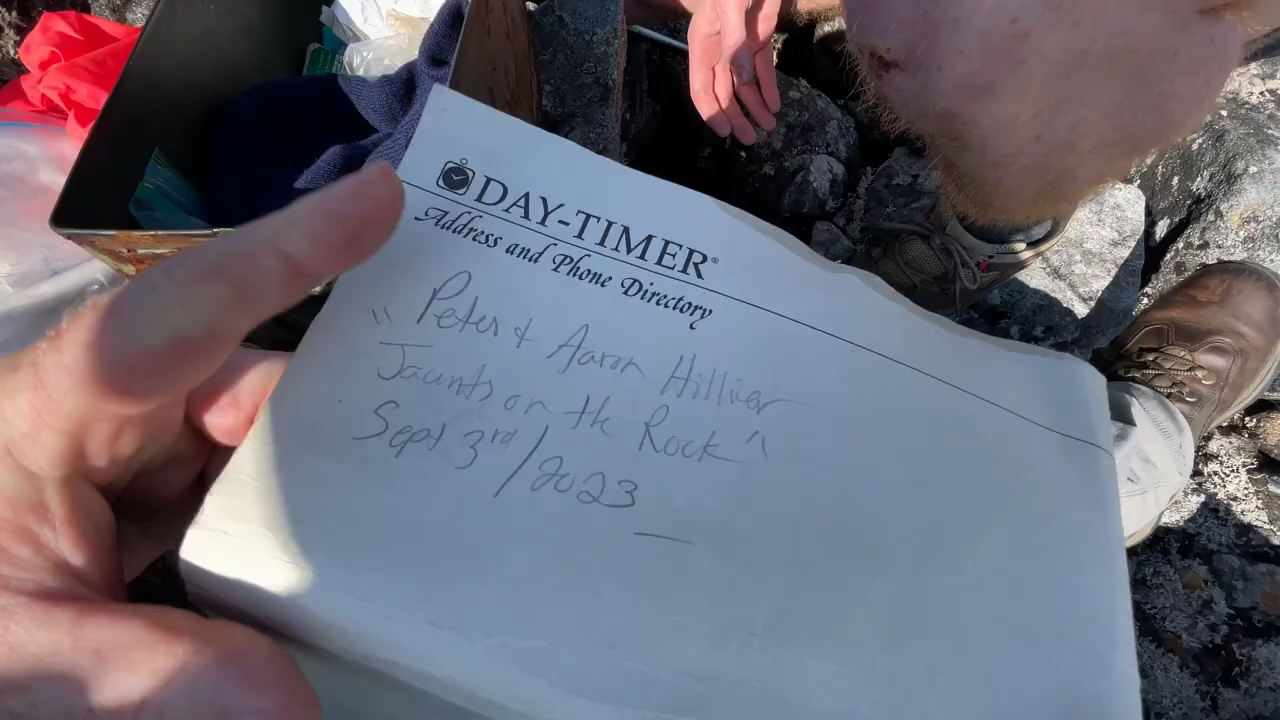 DAY-TIMER®
Address and Phone Directory
"Peter & Aaron Hillier
Jaunts on the Rock"
Sept 3rd/2023